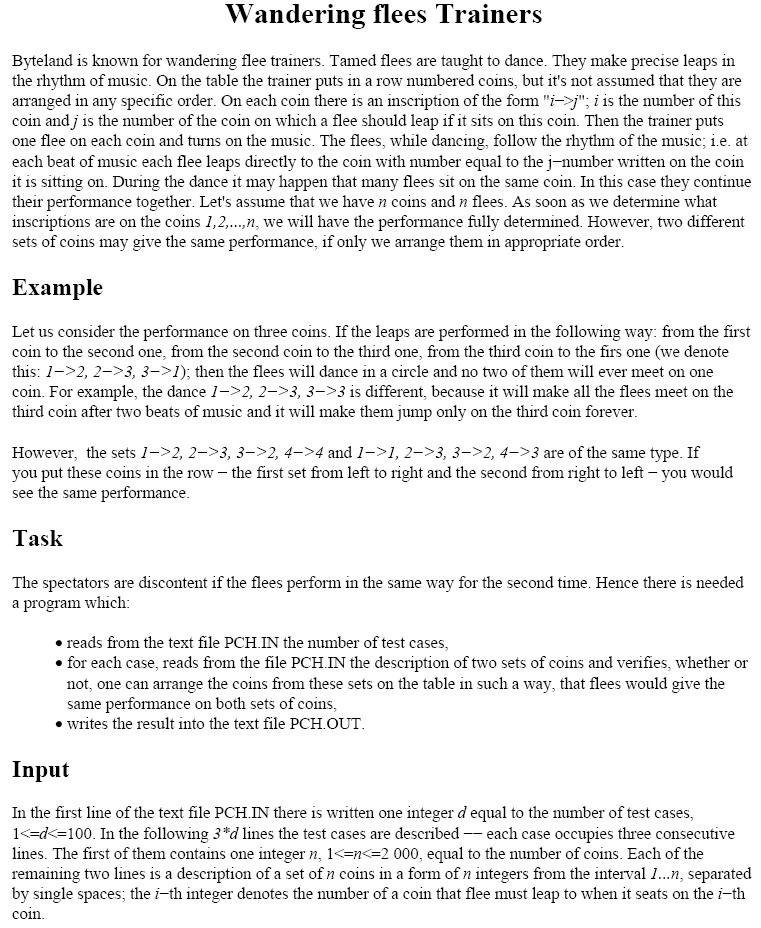 Wandering flees Trainers
Byteland is known for wandering flee trainers. Tamed flees are taught to dance. They make precise leaps in
the rhythm of music. On the table the trainer puts in a row numbered coins, but it's not assumed that they are
arranged in any specific order. On each coin there is an inscription of the form "i−>j"; i is the number of this
coin and j is the number of the coin on which a flee should leap if it sits on this coin. Then the trainer puts
one flee on each coin and turns on the music. The flees, while dancing, follow the rhythm of the music; i.e. at
each beat of music each flee leaps directly to the coin with number equal to the j−number written on the coin
it is sitting on. During the dance it may happen that many flees sit on the same coin. In this case they continue
their performance together. Let's assume that we have n coins and n flees. As soon as we determine what
inscriptions are on the coins 1,2,...,n, we will have the performance fully determined. However, two different
sets of coins may give the same performance, if only we arrange them in appropriate order.
Example
Let us consider the performance on three coins. If the leaps are performed in the following way: from the first
coin to the second one, from the second coin to the third one, from the third coin to the firs one (we denote
this: 1−>2, 2−>3, 3−>1); then the flees will dance in a circle and no two of them will ever meet on one
coin. For example, the dance 1−>2, 2−>3, 3−>3 is different, because it will make all the flees meet on the
third coin after two beats of music and it will make them jump only on the third coin forever.
However, the sets 1−>2, 2−>3, 3−>2, 4−>4 and 1−>1, 2−>3, 3−>2, 4−>3 are of the same type. If
you put these coins in the row − the first set from left to right and the second from right to left − you would
see the same performance.
Task
The spectators are discontent if the flees perform in the same way for the second time. Hence there is needed
a program which:
• reads from the text file PCH.IN the number of test cases,
• for each case, reads from the file PCH.IN the description of two sets of coins and verifies, whether or
not, one can arrange the coins from these sets on the table in such a way, that flees would give the
same performance on both sets of coins,
• writes the result into the text file PCH.OUT.
Input
In the first line of the text file PCH.IN there is written one integer d equal to the number of test cases,
1<=d<=100. In the following 3*d lines the test cases are described −− each case occupies three consecutive
lines. The first of them contains one integer n, 1<=n<=2 000, equal to the number of coins. Each of the
remaining two lines is a description of a set of n coins in a form of n integers from the interval 1...n, separated
by single spaces; the i−th integer denotes the number of a coin that flee must leap to when it seats on the i−th
coin.